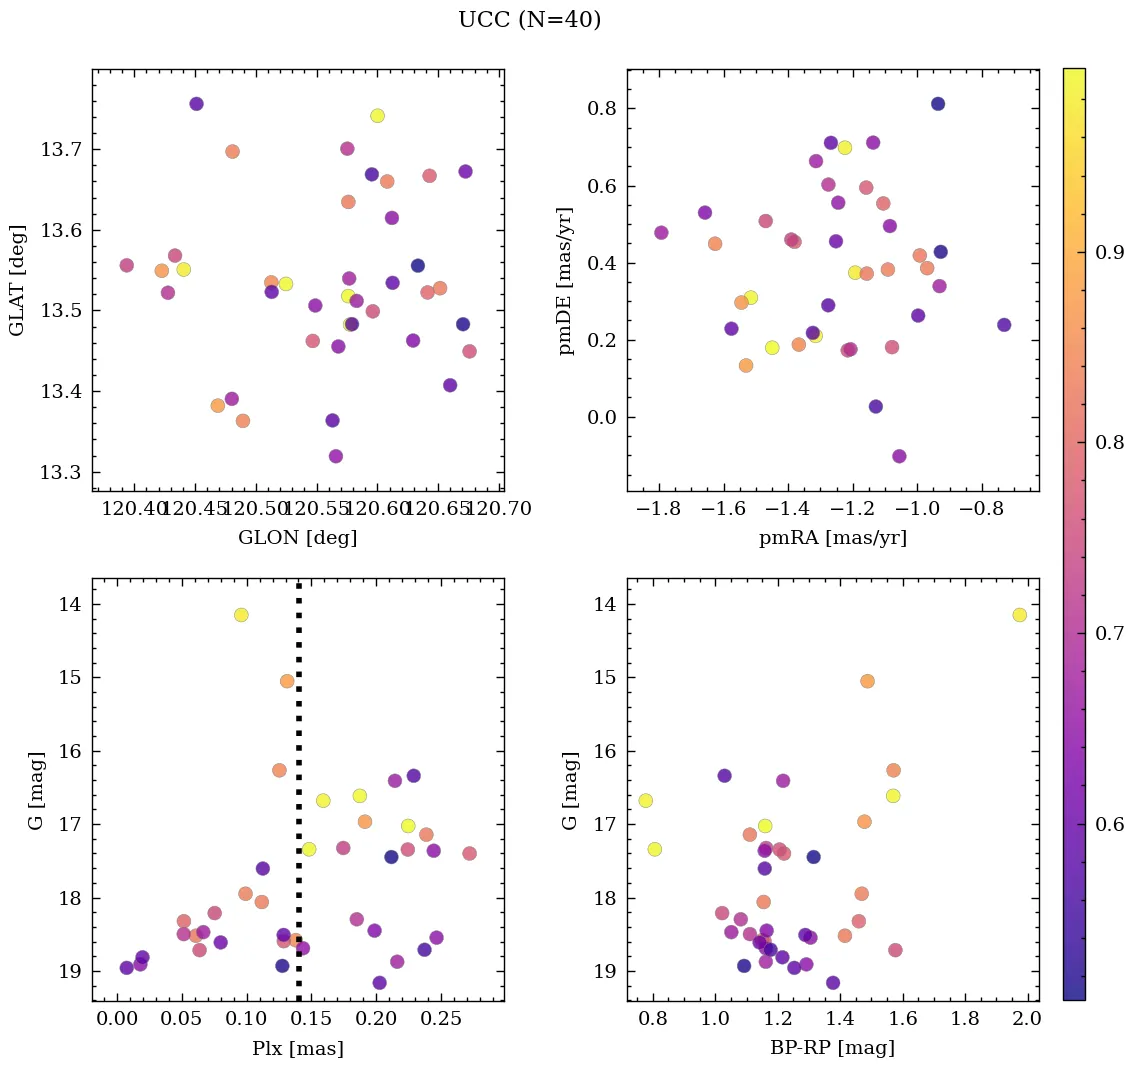 UCC (N=40)
13.7
13.6
13.5
13.4
13.3
GLAT [deg]
120.40 120.45 120.50 120.55 120.60 120.65 120.70
GLON [deg]
0.8
0.6
0.4
0.2
0.0
pmDE [mas/yr]
−1.8 −1.6 −1.4 −1.2 −1.0 −0.8
pmRA [mas/yr]
0.9
0.8
0.7
0.6
14
15
16
17
18
19
G [mag]
0.00 0.05 0.10 0.15 0.20 0.25
Plx [mas]
14
15
16
17
18
19
G [mag]
0.8 1.0 1.2 1.4 1.6 1.8 2.0
BP-RP [mag]